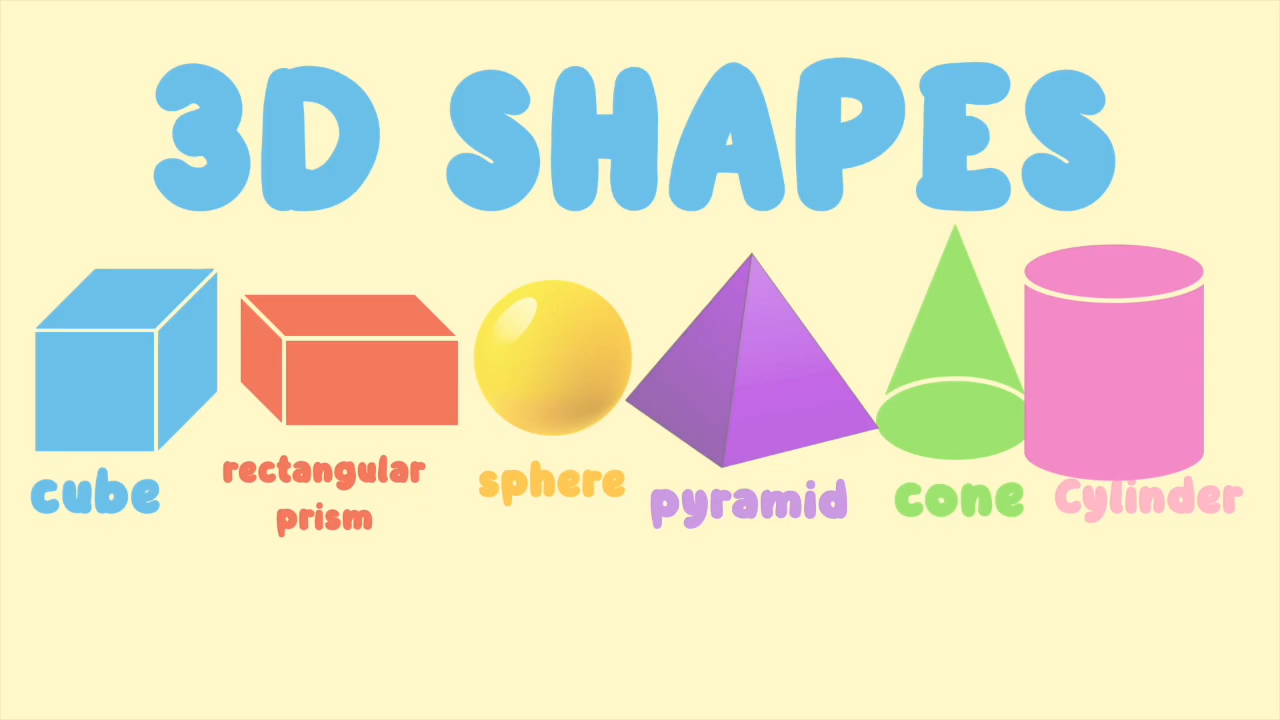 3D SHAPES
cube
rectangular
prism
sphere
pyramid
cone
Cylinder